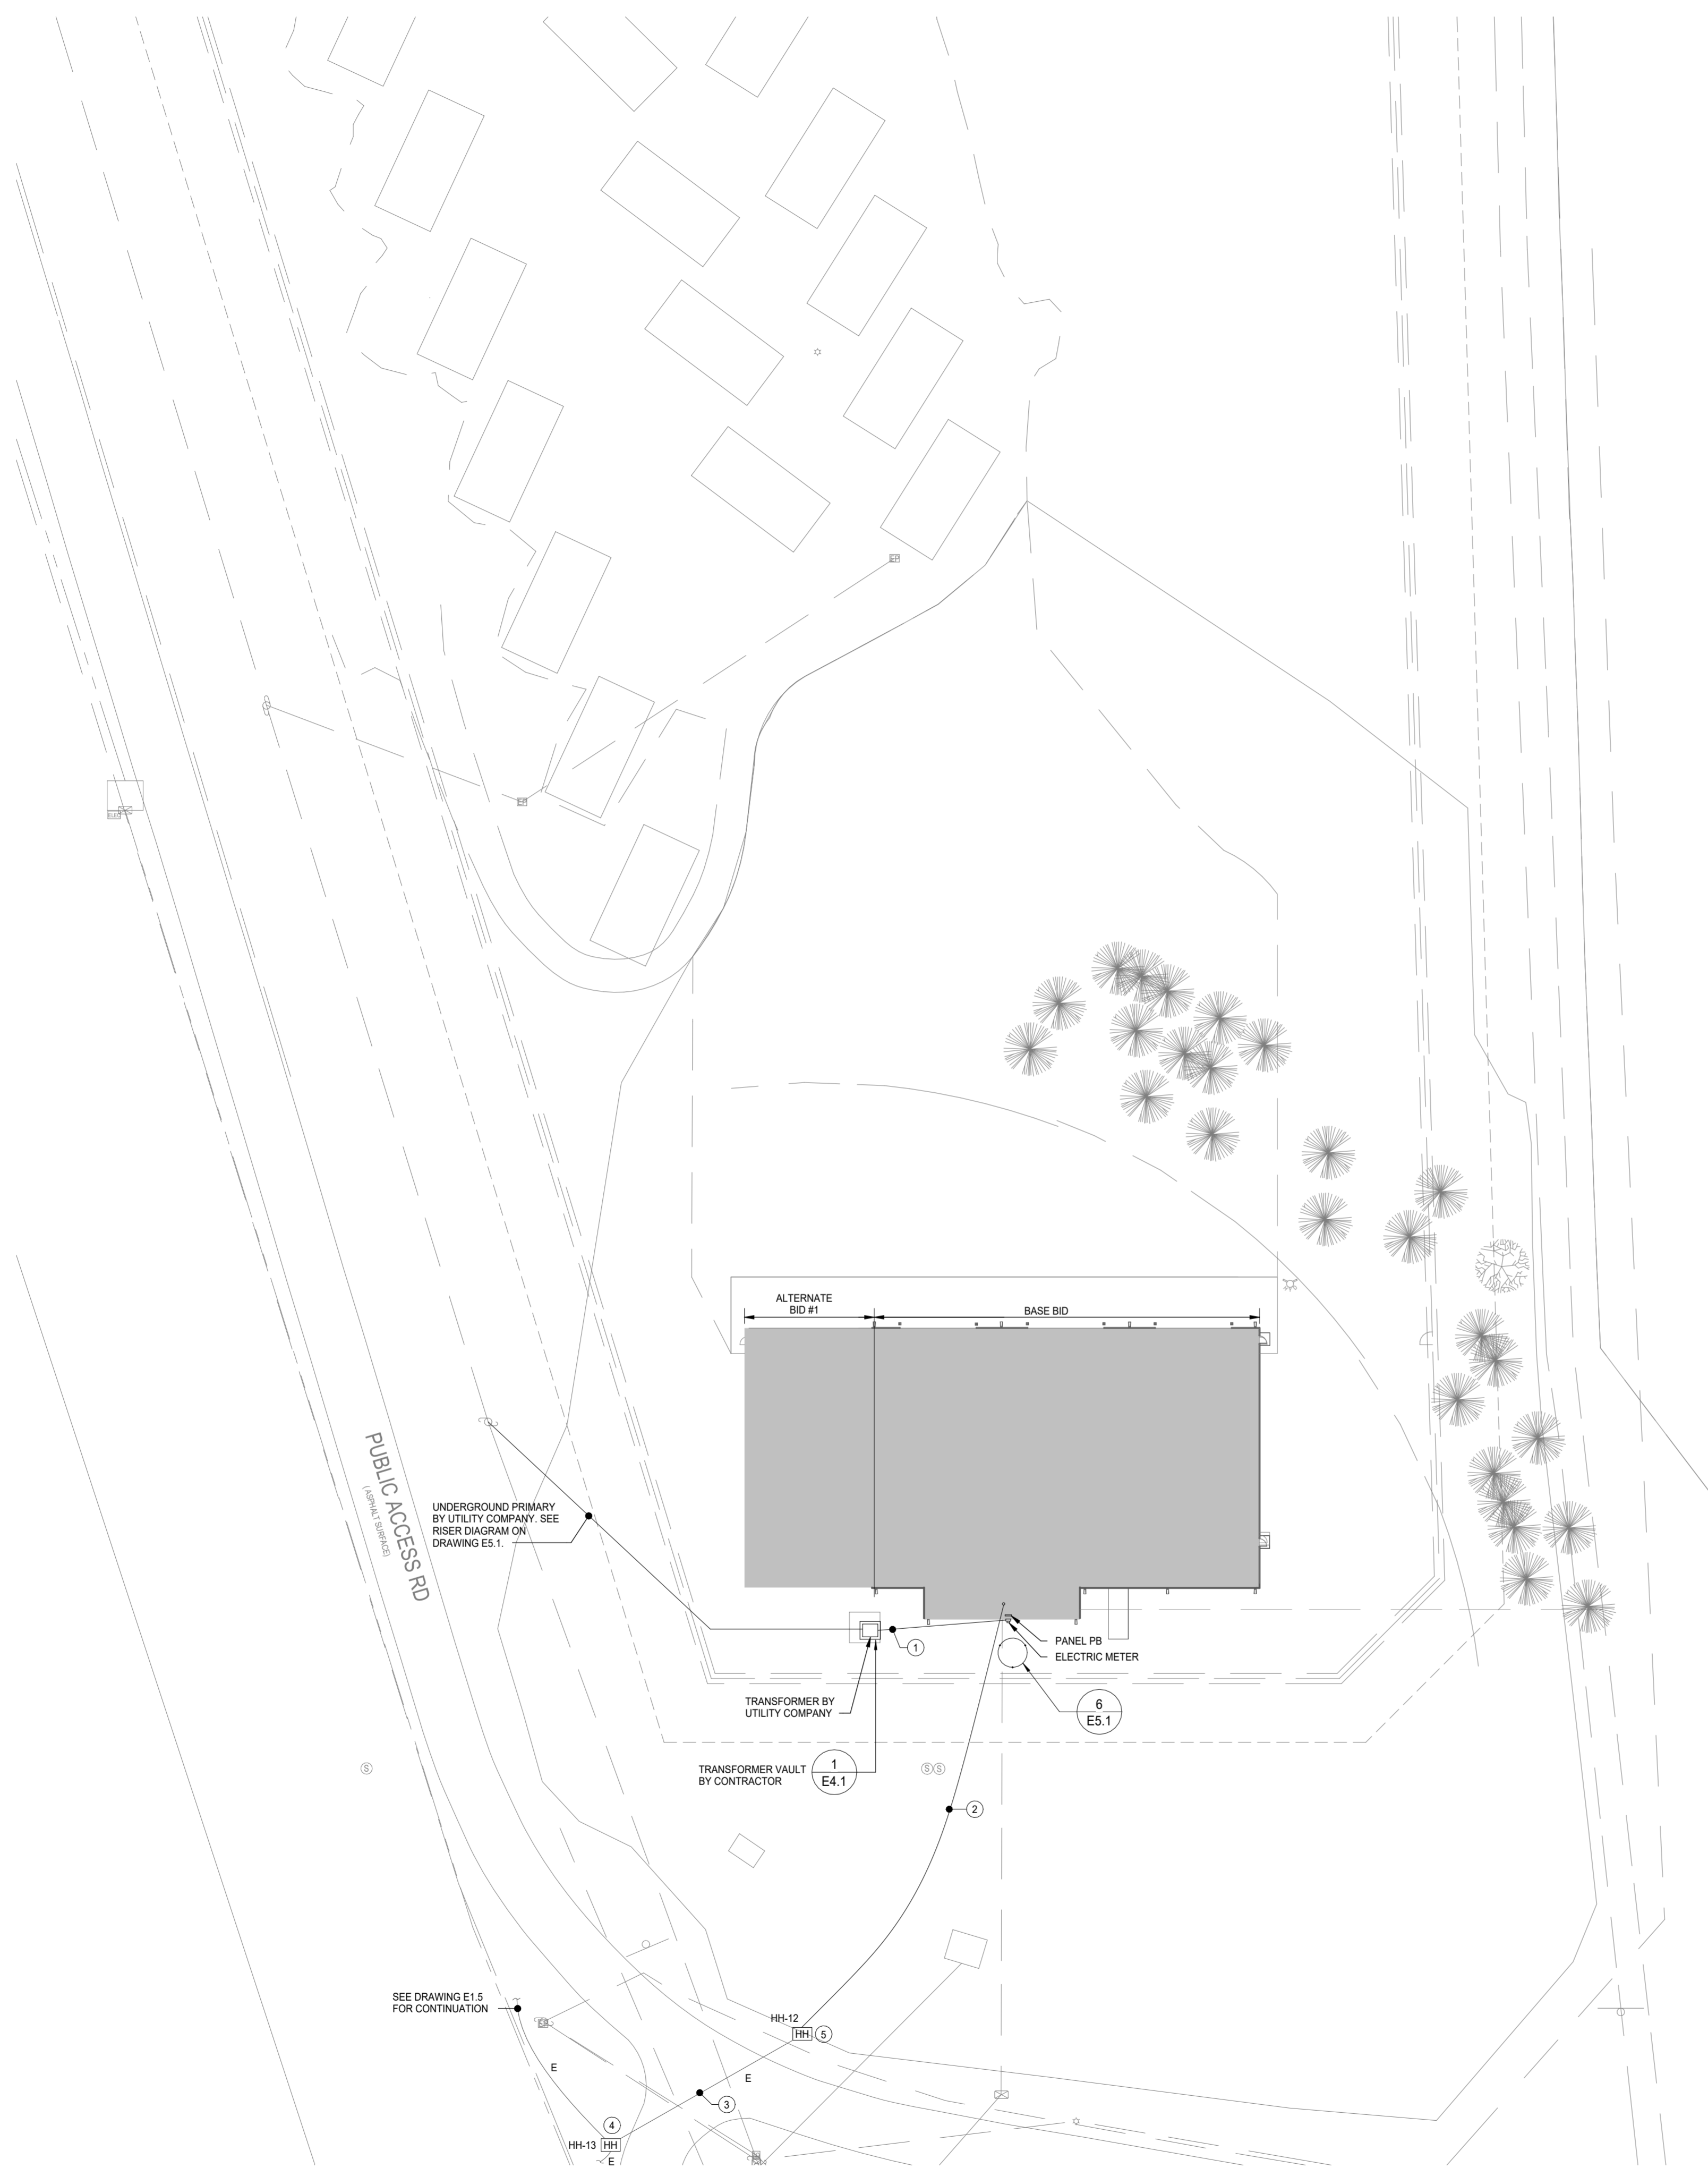 EP
EP
ELEC
ALTERNATE
BID #1
BASE BID
PUBLIC ACCESS RD
(ASPHALT SURFACE)
UNDERGROUND PRIMARY
BY UTILITY COMPANY. SEE
RISER DIAGRAM ON
DRAWING E5.1.
1
PANEL PB
ELECTRIC METER
TRANSFORMER BY
UTILITY COMPANY
6
E5.1
TRANSFORMER VAULT
BY CONTRACTOR
1
E4.1
S
S
S
2
SEE DRAWING E1.5
FOR CONTINUATION
HH-12
HH
5
E
E
3
4
HH-13
HH
E